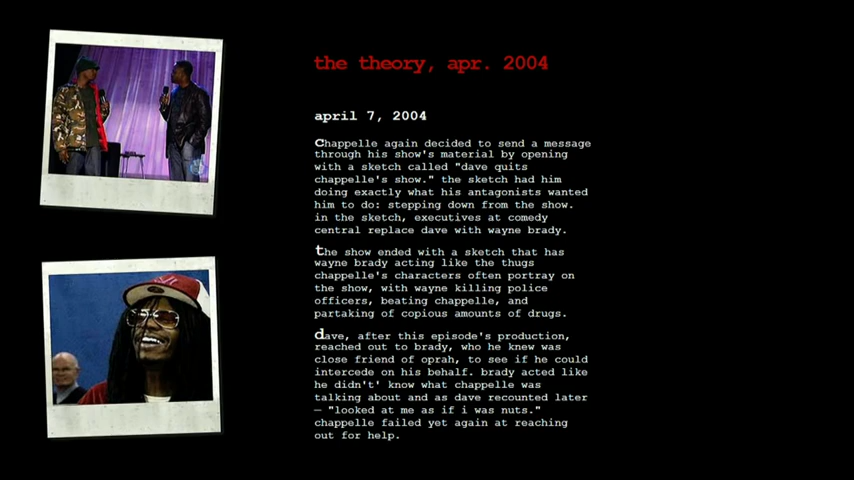 the theory, apr. 2004
april 7, 2004
Chappelle again decided to send a message
through his show's material by opening
with a sketch called "dave quits
chappelle's show." the sketch had him
doing exactly what his antagonists wanted
him to do: stepping down from the show.
in the sketch, executives at comedy
central replace dave with wayne brady.
the show ended with a sketch that has
wayne brady acting like the thugs
chappelle's characters often portray on
the show, with wayne killing police
officers, beating chappelle, and
partaking of copious amounts of drugs.
dave, after this episode's production,
reached out to brady, who he knew was
close friend of oprah, to see if he could
intercede on his behalf. brady acted like
he didn't' know what chappelle was
talking about and as dave recounted later
— "looked at me as if i was nuts."
chappelle failed yet again at reaching
out for help.